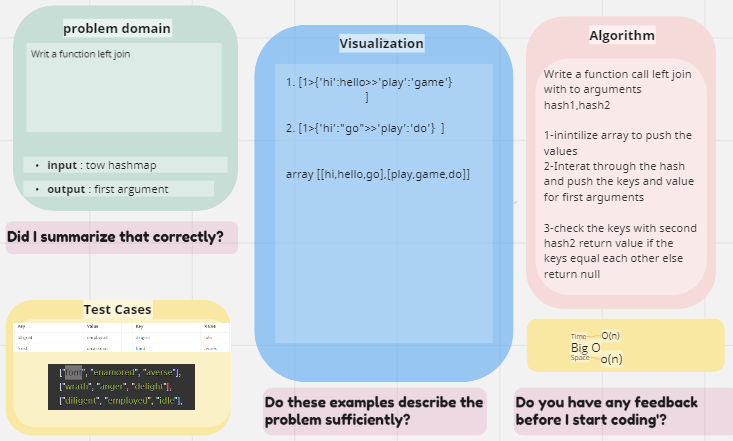 problem domain
Writ a function left join
• input : tow hashmap
• output : first argument
Did I summarize that correctly?
Test Cases
Key Value Key Value
diligent employed diligent idle
fond enamored fond averse
["fond", "enamored", "averse"],
["wrath", "anger", "delight"],
["diligent", "employed", "idle"],
Visualization
1. [1>{'hi':hello>>'play':'game'}
]
2. [1>{'hi':"go">>'play':'do'} ]
array [[hi,hello,go],[play,game,do]]
Do these examples describe the
problem sufficiently?
Algorithm
Write a function call left join
with to arguments
hash1,hash2
1-inintilize array to push the
values
2-Interat through the hash
and push the keys and value
for first arguments
3-check the keys with second
hash2 return value if the
keys equal each other else
return null
Time O(n)
Big O
Space o(n)
Do you have any feedback
before I start coding'?